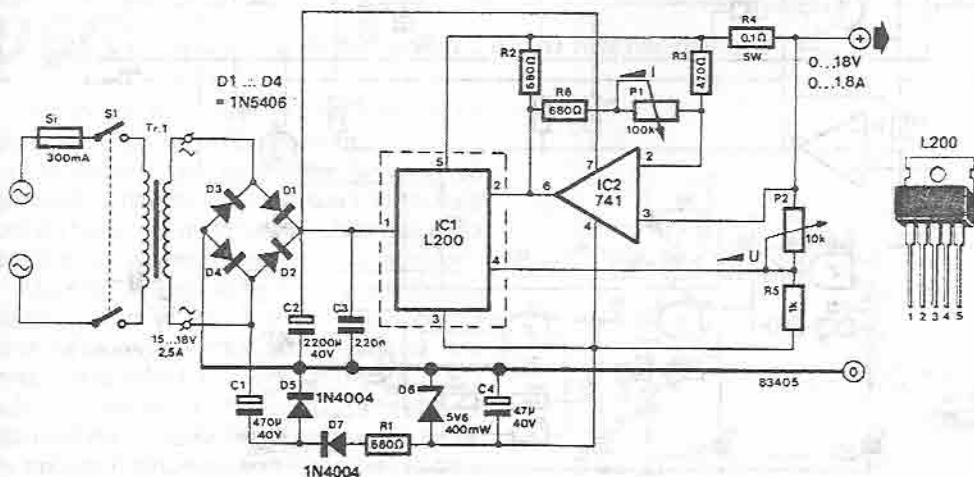 R4
0,1Ω
5W
+
0...18V
0...1,8A
R2
680Ω
R3
470Ω
I
P1
100k
R6
680Ω
D1 ... D4
= 1N5406
S1
Tr.1
300mA
D3
D1
D4
D2
15...18V
2,5A
5
2
1
IC1
L200
4
3
7
6
IC2
741
2
3
4
P2
10k
U
R5
1k
L200
1 2 3 4 5
C2
2200µ
40V
C3
220n
83405
0
C1
470µ
40V
D5
1N4004
D6
5V6
400mW
C4
47µ
40V
D7
1N4004
R1
680Ω